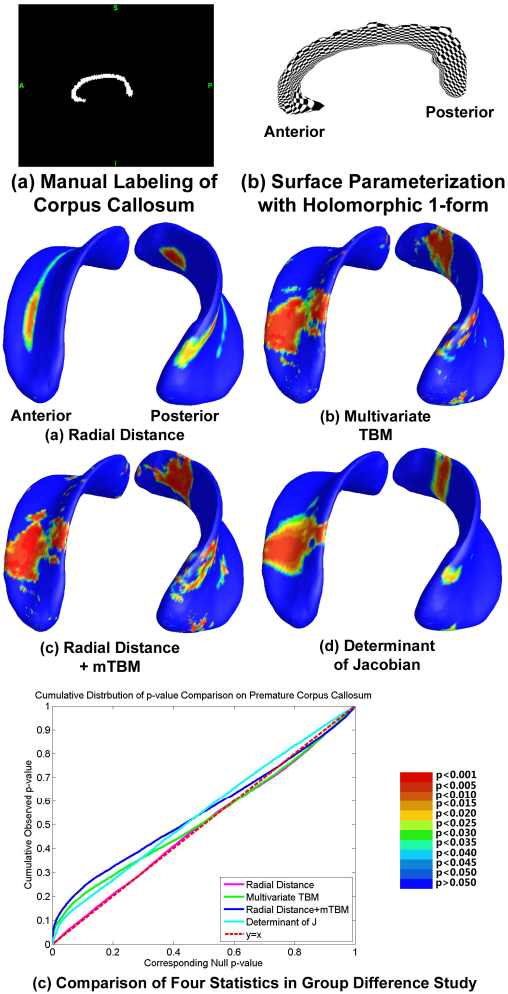 S
A
P
I
Anterior
Posterior
(a) Manual Labeling of
Corpus Callosum
(b) Surface Parameterization
with Holomorphic 1-form
Anterior
Posterior
(a) Radial Distance
(b) Multivariate
TBM
(c) Radial Distance
+ mTBM
(d) Determinant
of Jacobian
Cumulative Distrbution of p-value Comparison on Premature Corpus Callosum
Cumulative Observed p-value
1
0.9
0.8
0.7
0.6
0.5
0.4
0.3
0.2
0.1
0
0
0.2
0.4
0.6
0.8
1
Corresponding Null p-value
Radial Distance
Multivariate TBM
Radial Distance+mTBM
Determinant of J
y=x
p<0.001
p<0.005
p<0.010
p<0.015
p<0.020
p<0.025
p<0.030
p<0.035
p<0.040
p<0.045
p<0.050
p>0.050
(c) Comparison of Four Statistics in Group Difference Study